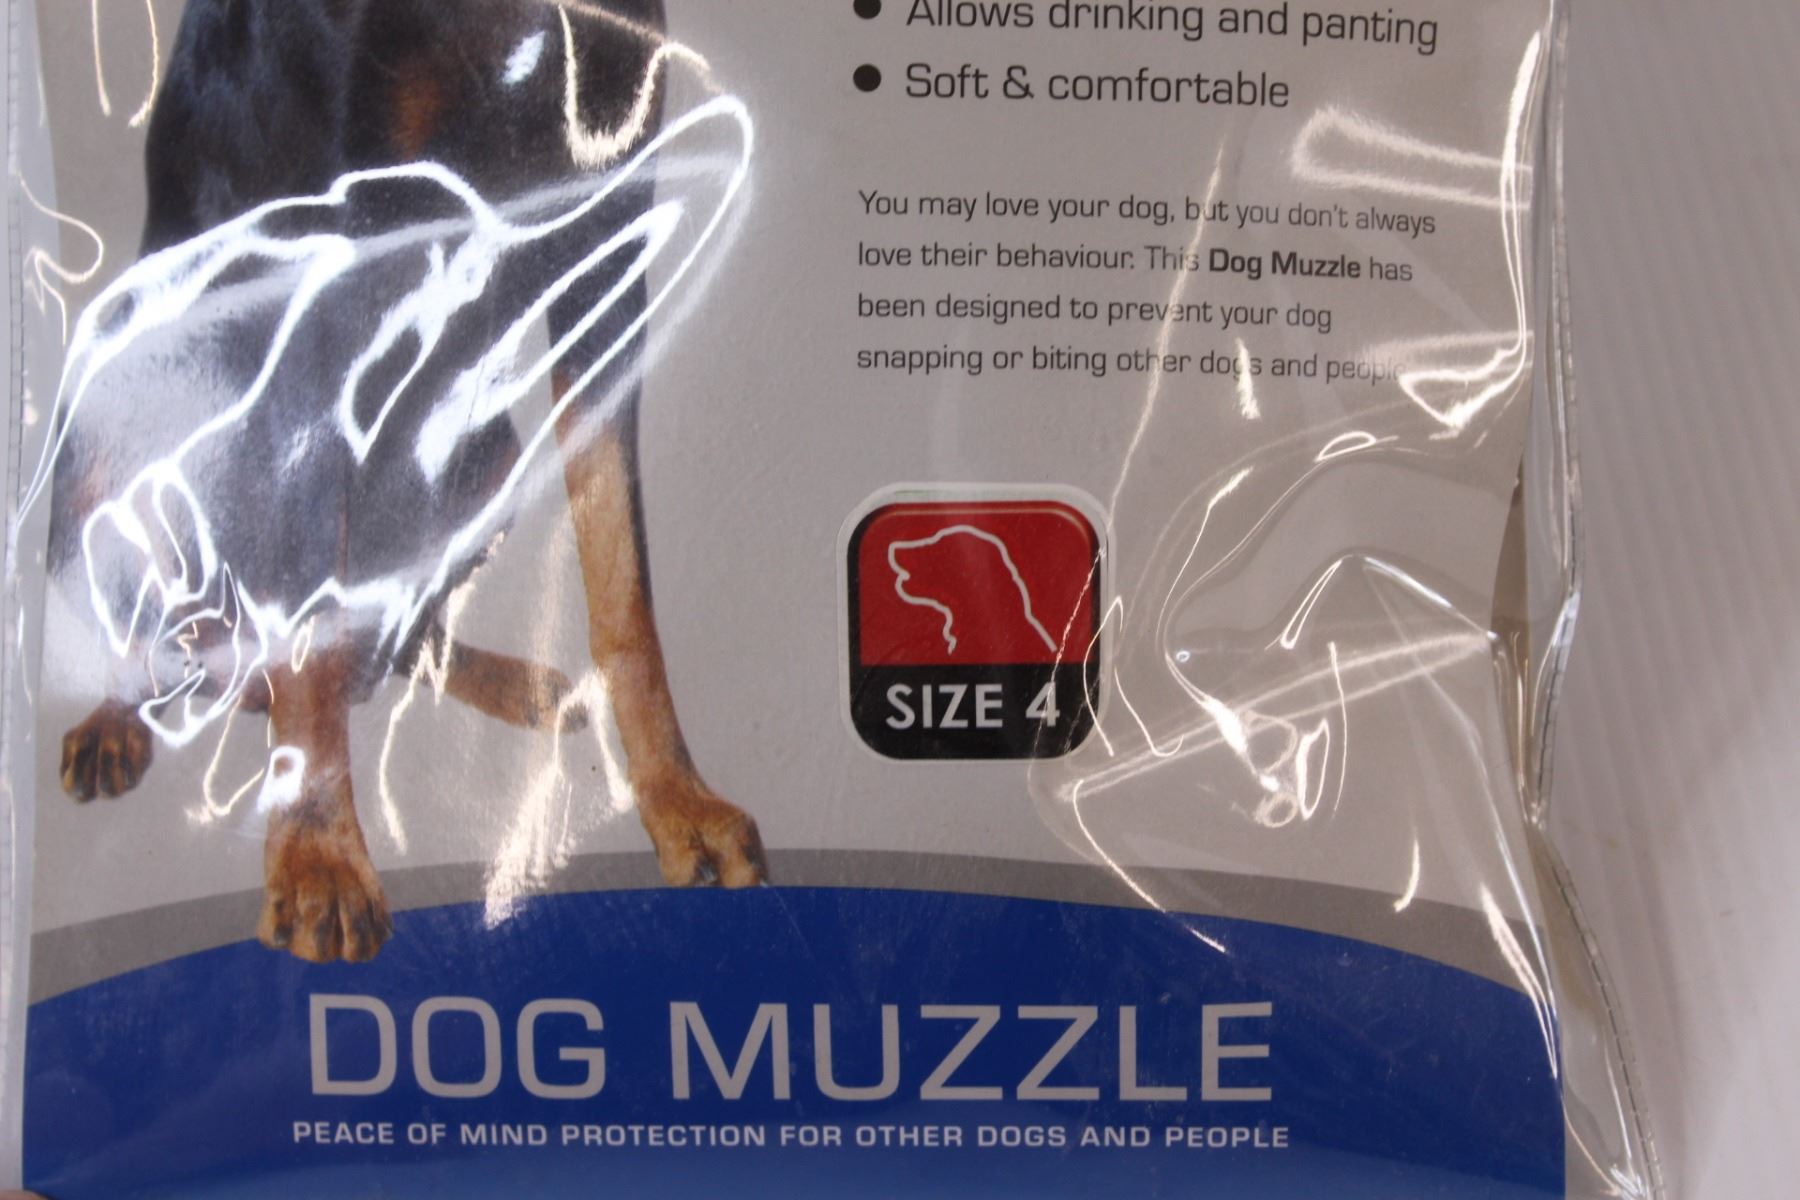 Allows drinking and panting
Soft & comfortable
You may love your dog, but you don't always
love their behaviour. This Dog Muzzle has
been designed to prevent your dog
snapping or biting other dogs and people
SIZE 4
DOG MUZZLE
PEACE OF MIND PROTECTION FOR OTHER DOGS AND PEOPLE